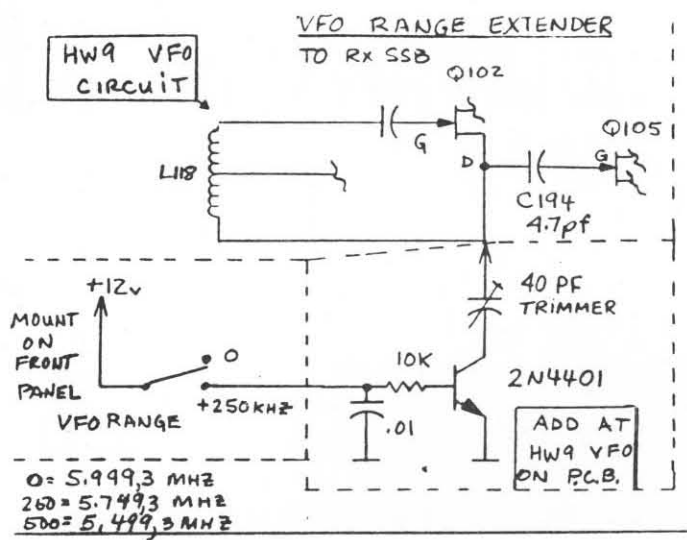 VFO RANGE EXTENDER
TO Rx SSB
HW9 VFO
CIRCUIT
Q102
Q105
G
G
D
L118
C194
4.7pf
+12v
40 PF
TRIMMER
MOUNT
ON
FRONT
PANEL
0
10K
2N4401
+250KHZ
VFO RANGE
.01
ADD AT
HW9 VFO
ON P.C.B.
0= 5.999,3 MHZ
250= 5.749,3 MHZ
500= 5,499,3 MHZ